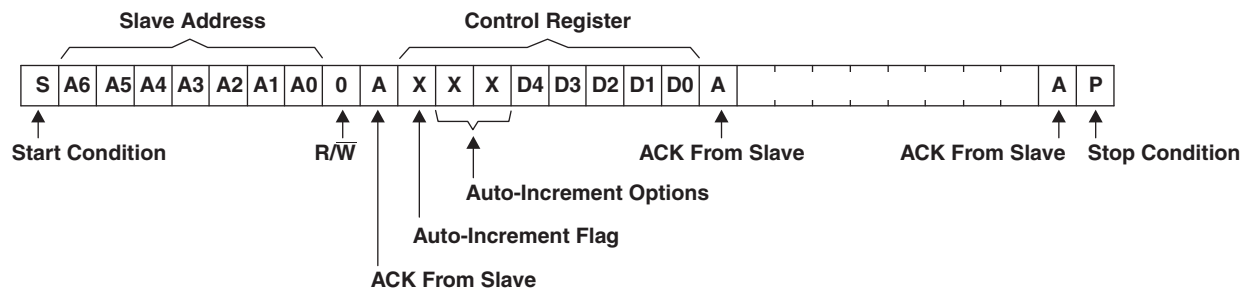 Slave Address Control Register
S A6 A5 A4 A3 A2 A1 A0 0 A X X X D4 D3 D2 D1 D0 A A P
Start Condition R/W̅ ACK From Slave ACK From Slave Stop Condition
Auto-Increment Options
Auto-Increment Flag
ACK From Slave